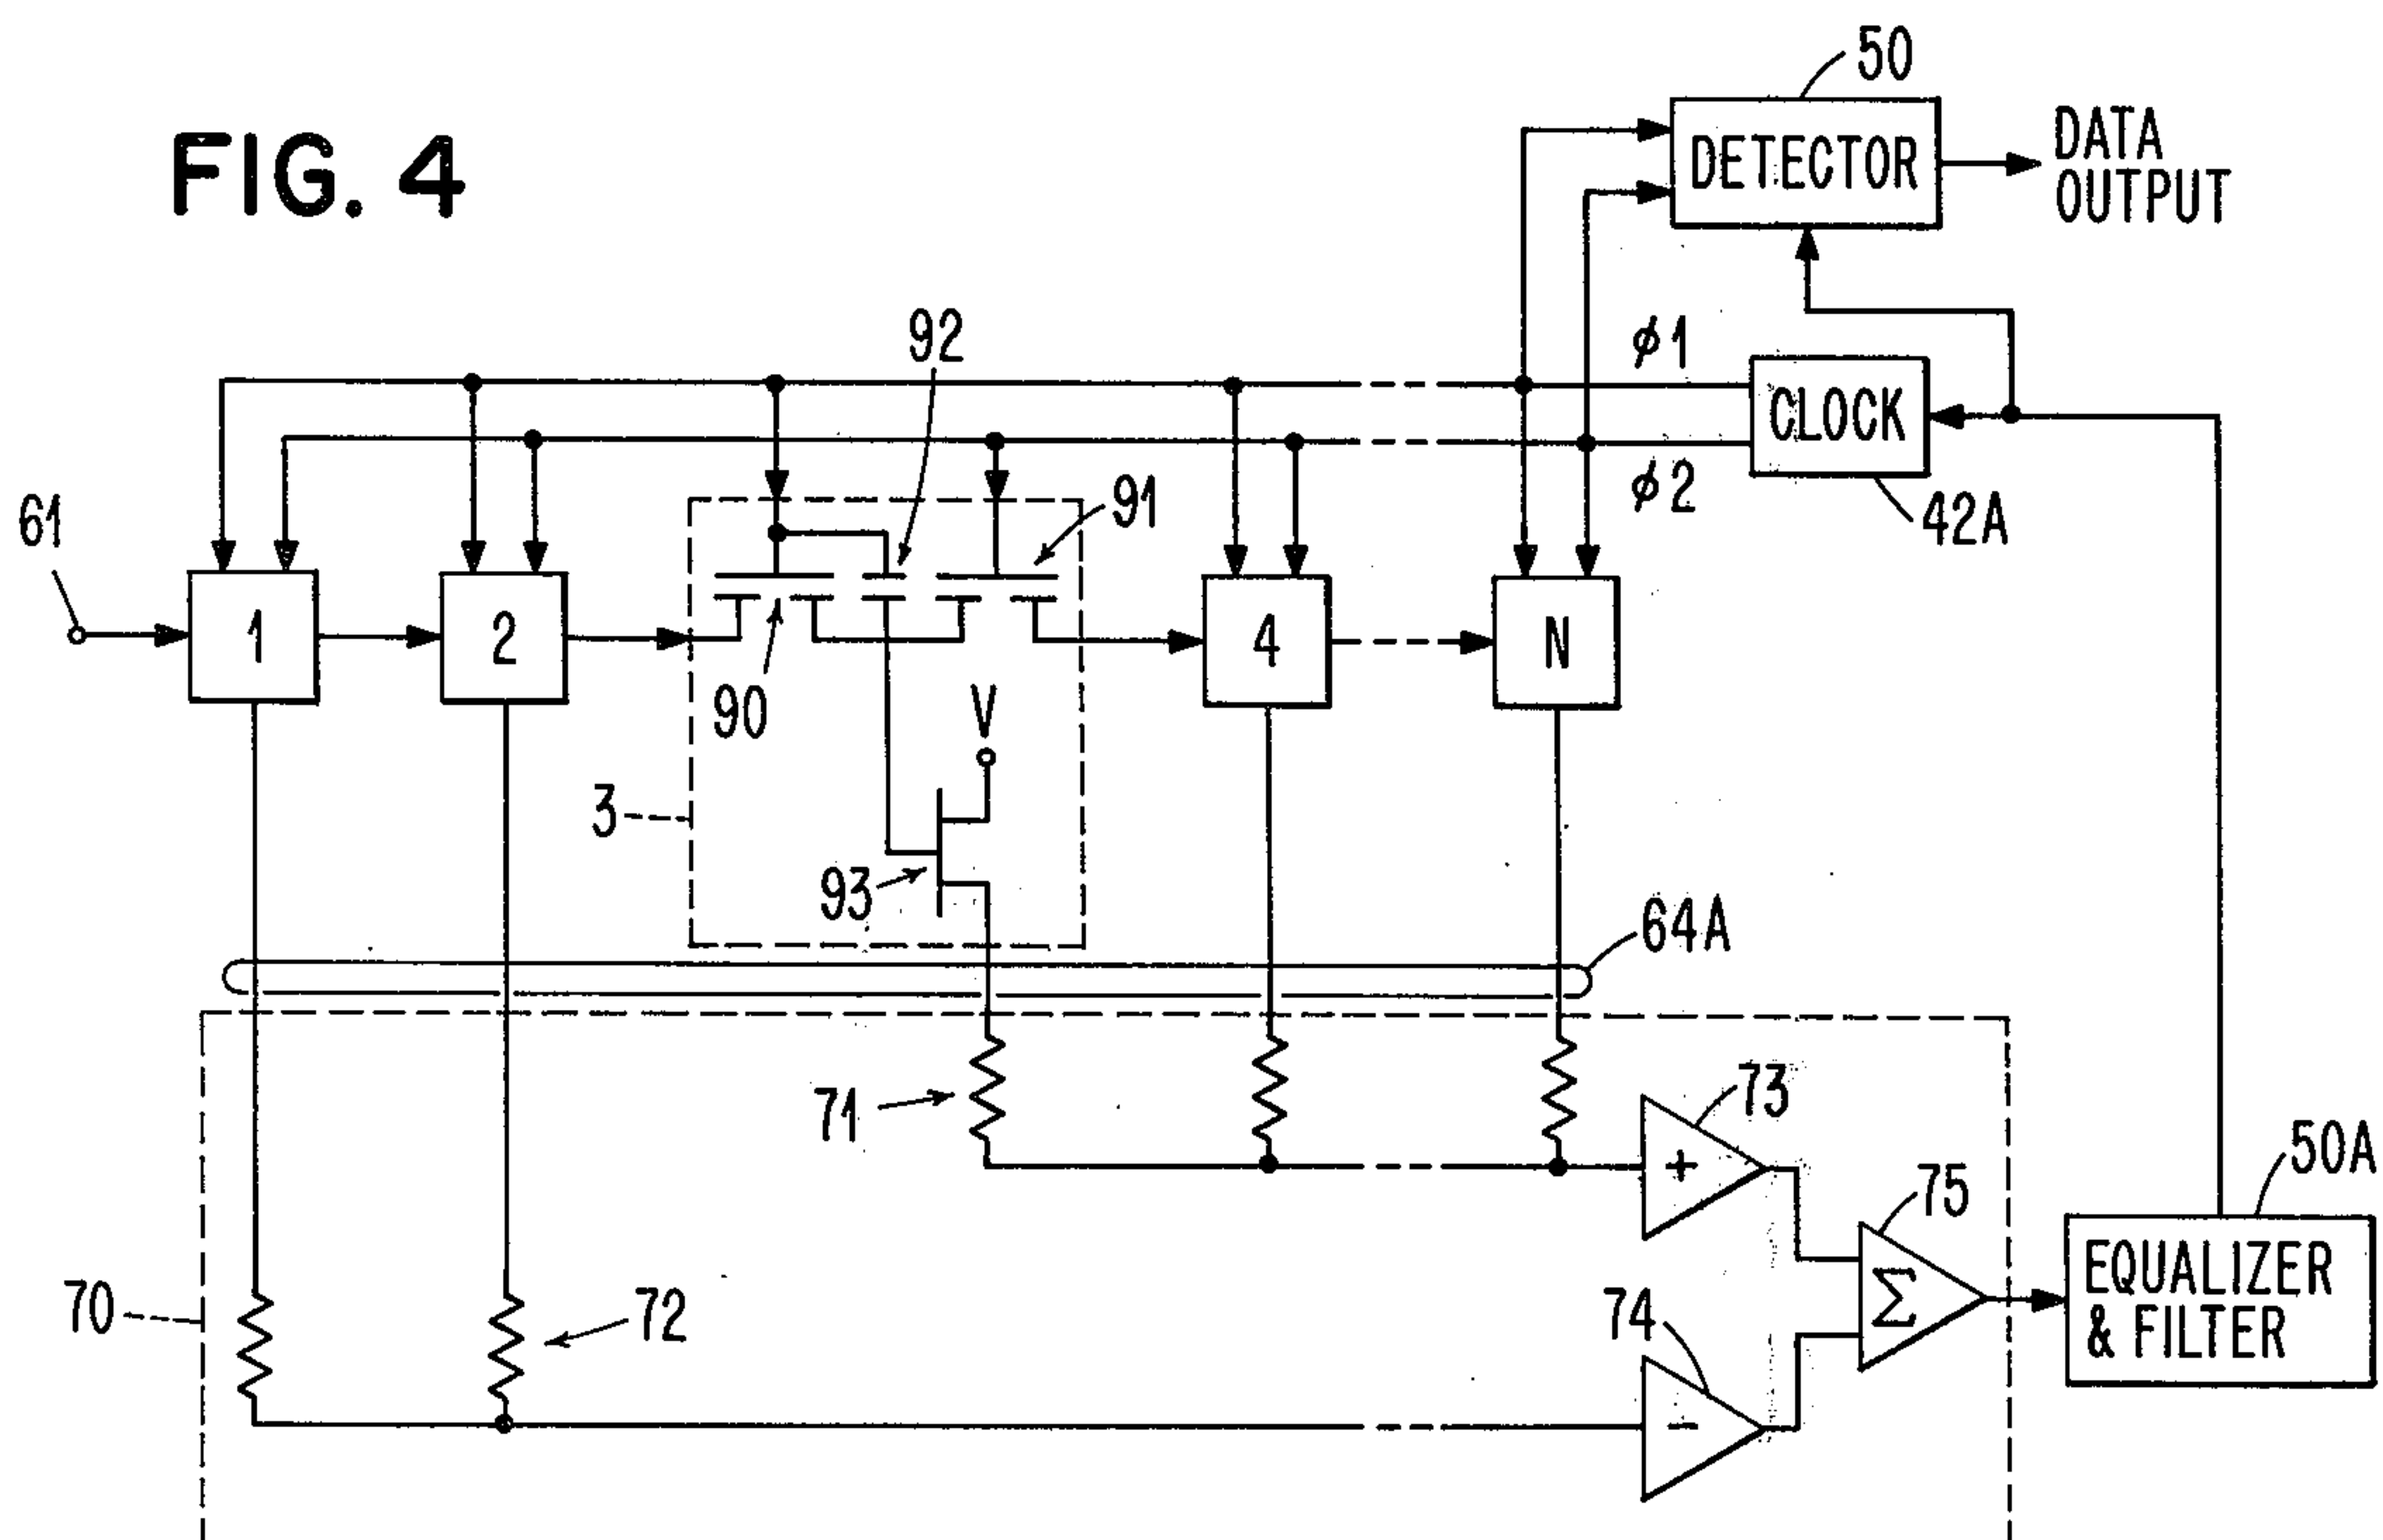 FIG. 4
50
DETECTOR
DATA
OUTPUT
ϕ1
CLOCK
ϕ2
42A
92
91
61
1
2
90
V
4
N
3
93
64A
71
73
75
50A
70
72
74
+
Σ
−
EQUALIZER
& FILTER